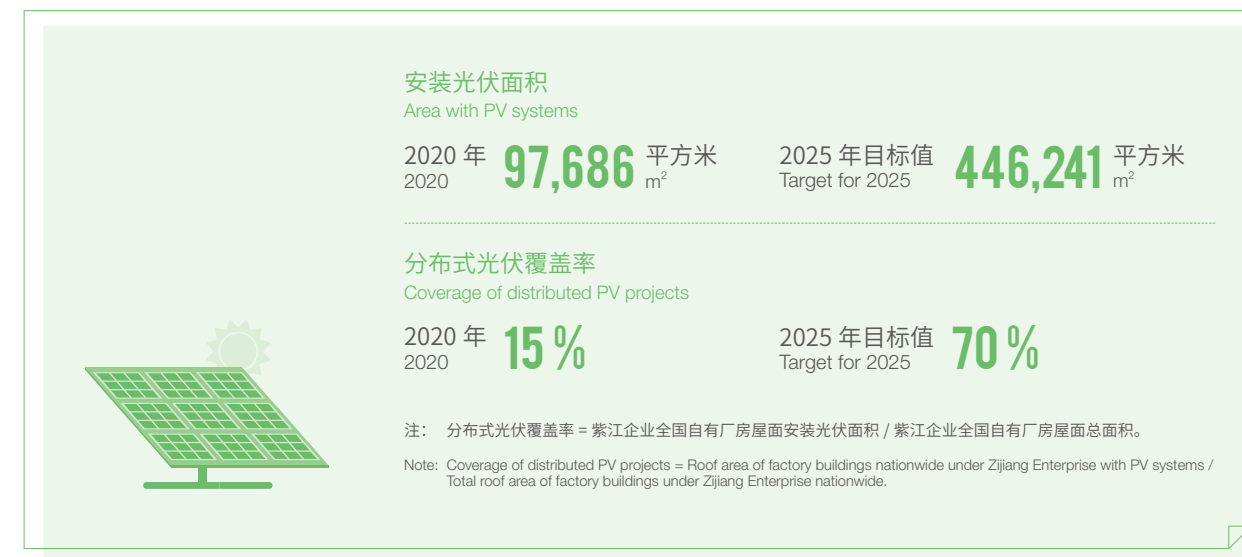 安装光伏面积
Area with PV systems
2020 年
2020
97,686
平方米
m²
2025 年目标值
Target for 2025
446,241
平方米
m²
分布式光伏覆盖率
Coverage of distributed PV projects
2020 年
2020
15 %
2025 年目标值
Target for 2025
70 %
注： 分布式光伏覆盖率 = 紫江企业全国自有厂房屋面安装光伏面积 / 紫江企业全国自有厂房屋面总面积。
Note: Coverage of distributed PV projects = Roof area of factory buildings nationwide under Zijiang Enterprise with PV systems /
Total roof area of factory buildings under Zijiang Enterprise nationwide.